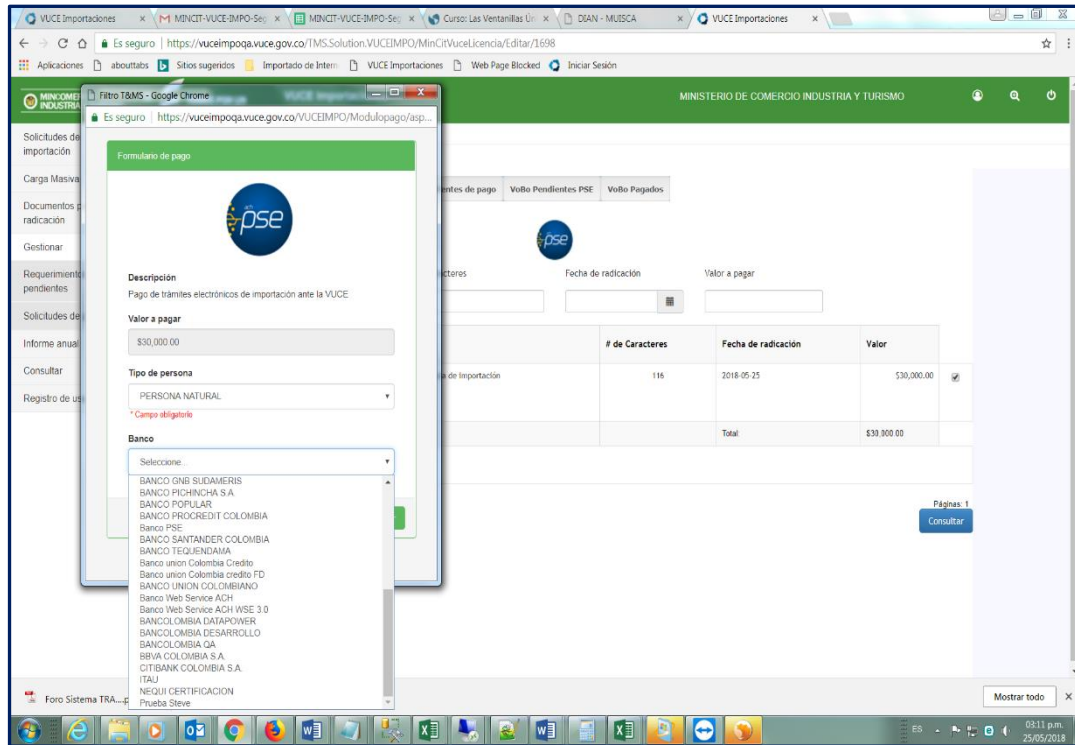 VUCE Importaciones
MINCIT-VUCE-IMPO-Seg
MINCIT-VUCE-IMPO-Seg
Curso: Las Ventanillas Ún
DIAN - MUISCA
VUCE Importaciones
Es seguro | https://vuceimpoqa.vuce.gov.co/TMS.Solution.VUCEIMPO/MinCitVuceLicencia/Editar/1698
Aplicaciones abouttabs Sitios sugeridos Importado de Intern VUCE Importaciones Web Page Blocked Iniciar Sesión
MINCOME
INDUSTRIA
MINISTERIO DE COMERCIO INDUSTRIA Y TURISMO
Solicitudes de
importación
Carga Masiva
Documentos p
radicación
Gestionar
Requerimiento
pendientes
Solicitudes de
Informe anual
Consultar
Registro de us
Filtro T&MS - Google Chrome
Es seguro | https://vuceimpoqa.vuce.gov.co/VUCEIMPO/Modulopago/asp...
Formulario de pago
pse
Descripción
Pago de trámites electrónicos de importación ante la VUCE
Valor a pagar
$30,000.00
Tipo de persona
PERSONA NATURAL
* Campo obligatorio
Banco
Seleccione...
BANCO GNB SUDAMERIS
BANCO PICHINCHA S.A.
BANCO POPULAR
BANCO PROCREDIT COLOMBIA
Banco PSE
BANCO SANTANDER COLOMBIA
BANCO TEQUENDAMA
Banco union Colombia Credito
Banco union Colombia credito FD
BANCO UNION COLOMBIANO
Banco Web Service ACH
Banco Web Service ACH WSE 3.0
BANCOLOMBIA DATAPOWER
BANCOLOMBIA DESARROLLO
BANCOLOMBIA QA
BBVA COLOMBIA S.A.
CITIBANK COLOMBIA S.A.
ITAU
NEQUI CERTIFICACION
Prueba Steve
entes de pago VoBo Pendientes PSE VoBo Pagados
pse
cteres Fecha de radicación Valor a pagar
# de Caracteres Fecha de radicación Valor
a de Importación 116 2018-05-25 $30,000.00
Total: $30,000.00
Páginas: 1
Consultar
Foro Sistema TRA....p
Mostrar todo
ES
03:11 p.m.
25/05/2018